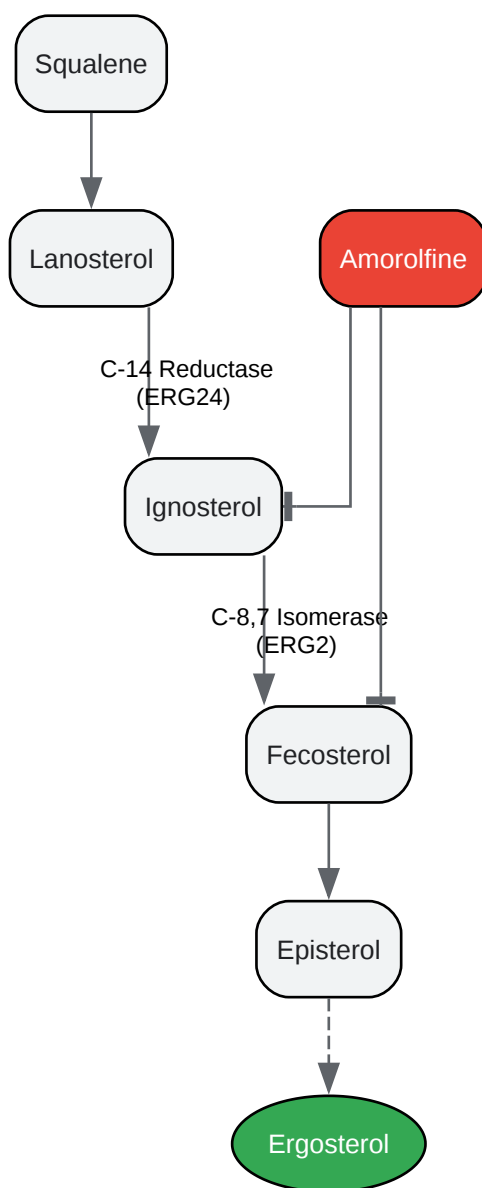 Squalene
Lanosterol
Amorolfine
C-14 Reductase
(ERG24)
Ignosterol
C-8,7 Isomerase
(ERG2)
Fecosterol
Episterol
Ergosterol